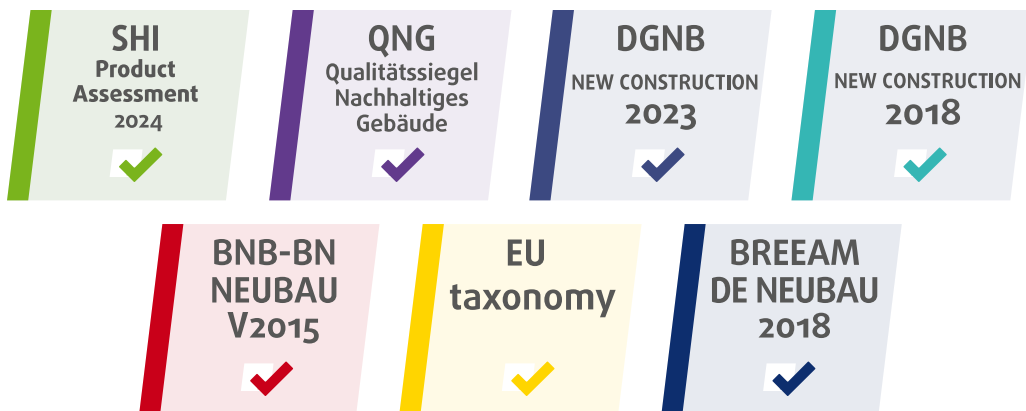 SHI
Product
Assessment
2024
QNG
Qualitätssiegel
Nachhaltiges
Gebäude
DGNB
NEW CONSTRUCTION
2023
DGNB
NEW CONSTRUCTION
2018
BNB-BN
NEUBAU
V2015
EU
taxonomy
BREEAM
DE NEUBAU
2018